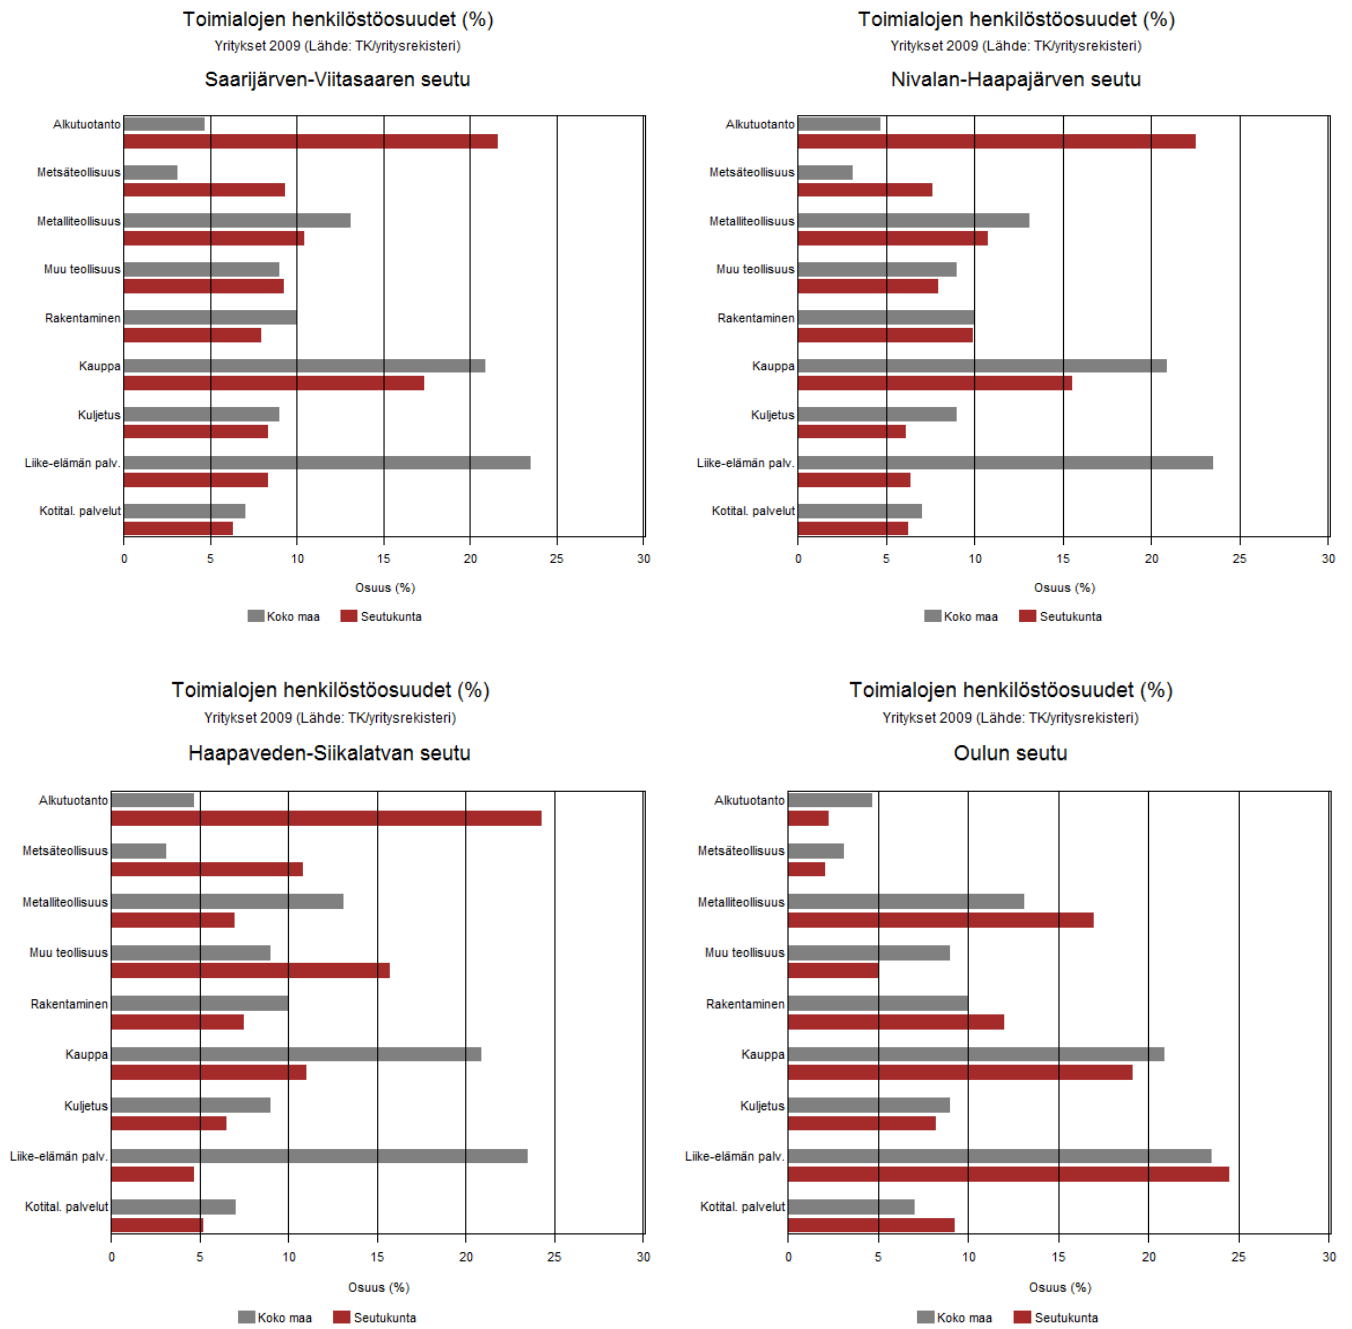 Toimialojen henkilöstöosuudet (%)
Yritykset 2009 (Lähde: TK/yritysrekisteri)
Saarijärven-Viitasaaren seutu
Alkutuotanto
Metsäteollisuus
Metalliteollisuus
Muu teollisuus
Rakentaminen
Kauppa
Kuljetus
Liike-elämän palv.
Kotital. palvelut
0 5 10 15 20 25 30
Osuus (%)
Koko maa Seutukunta
Toimialojen henkilöstöosuudet (%)
Yritykset 2009 (Lähde: TK/yritysrekisteri)
Nivalan-Haapajärven seutu
Alkutuotanto
Metsäteollisuus
Metalliteollisuus
Muu teollisuus
Rakentaminen
Kauppa
Kuljetus
Liike-elämän palv.
Kotital. palvelut
0 5 10 15 20 25 30
Osuus (%)
Koko maa Seutukunta
Toimialojen henkilöstöosuudet (%)
Yritykset 2009 (Lähde: TK/yritysrekisteri)
Haapaveden-Siikalatvan seutu
Alkutuotanto
Metsäteollisuus
Metalliteollisuus
Muu teollisuus
Rakentaminen
Kauppa
Kuljetus
Liike-elämän palv.
Kotital. palvelut
0 5 10 15 20 25 30
Osuus (%)
Koko maa Seutukunta
Toimialojen henkilöstöosuudet (%)
Yritykset 2009 (Lähde: TK/yritysrekisteri)
Oulun seutu
Alkutuotanto
Metsäteollisuus
Metalliteollisuus
Muu teollisuus
Rakentaminen
Kauppa
Kuljetus
Liike-elämän palv.
Kotital. palvelut
0 5 10 15 20 25 30
Osuus (%)
Koko maa Seutukunta